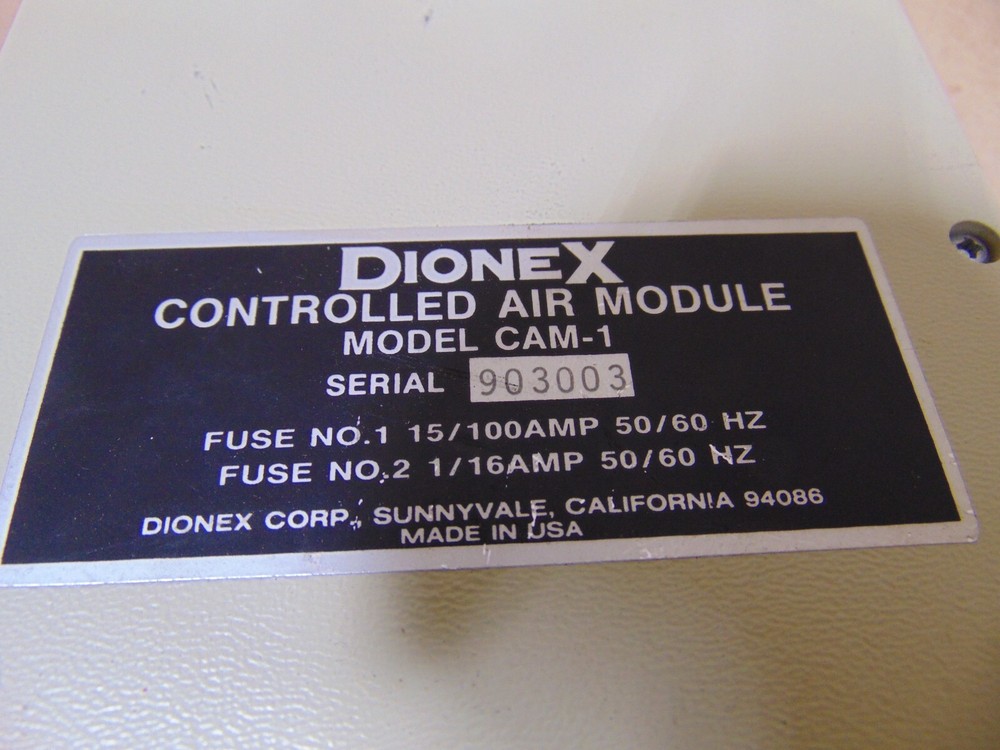 DIONEX
CONTROLLED AIR MODULE
MODEL CAM-1
SERIAL 903003
FUSE NO.1 15/100AMP 50/60 HZ
FUSE NO.2 1/16AMP 50/60 HZ
DIONEX CORP., SUNNYVALE, CALIFORNIA 94086
MADE IN USA